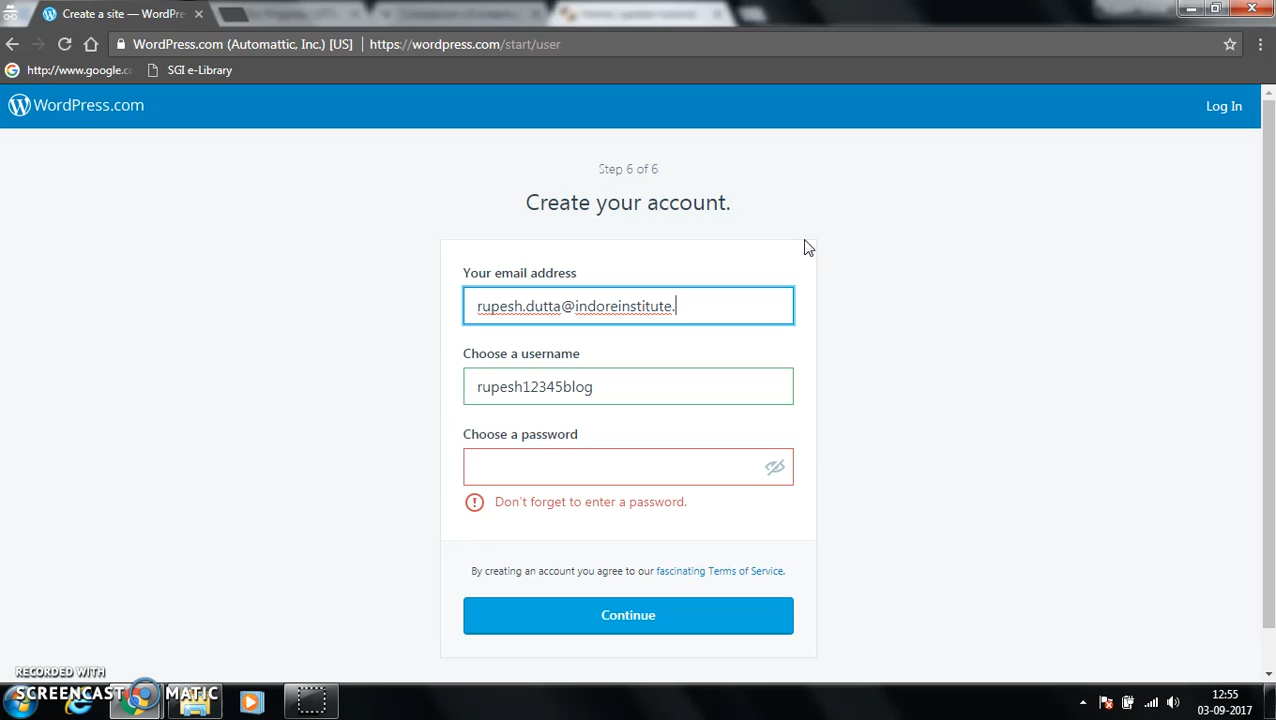 Create a site — WordPre
WordPress.com (Automattic, Inc.) [US] https://wordpress.com/start/user
http://www.google.c SGI e-Library
WordPress.com Log In
Step 6 of 6
Create your account.
Your email address
rupesh.dutta@indoreinstitute.
Choose a username
rupesh12345blog
Choose a password
Don't forget to enter a password.
By creating an account you agree to our fascinating Terms of Service.
Continue
RECORDED WITH
SCREENCAST MATIC
12:55
03-09-2017